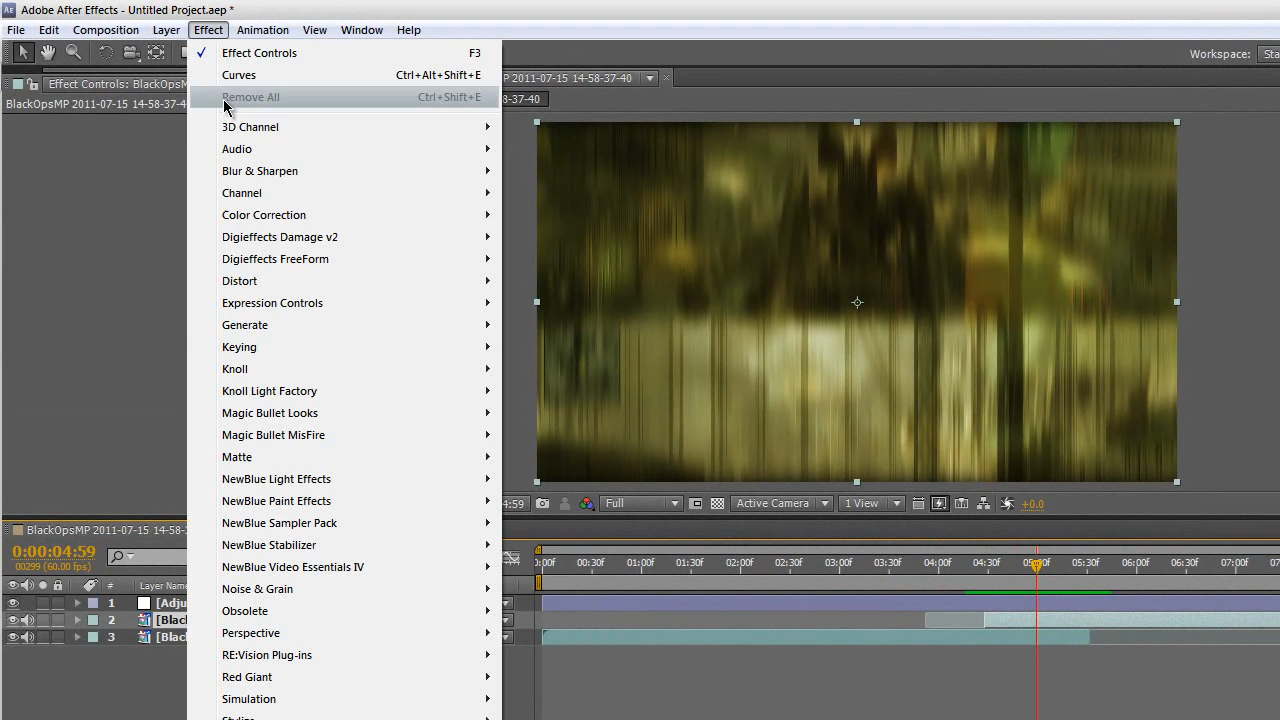 Adobe After Effects - Untitled Project.aep *
File Edit Composition Layer Effect Animation View Window Help
Workspace: Sta
Effect Controls F3
Curves Ctrl+Alt+Shift+E
Remove All Ctrl+Shift+E
3D Channel
Audio
Blur & Sharpen
Channel
Color Correction
Digieffects Damage v2
Digieffects FreeForm
Distort
Expression Controls
Generate
Keying
Knoll
Knoll Light Factory
Magic Bullet Looks
Magic Bullet MisFire
Matte
NewBlue Light Effects
NewBlue Paint Effects
NewBlue Sampler Pack
NewBlue Stabilizer
NewBlue Video Essentials IV
Noise & Grain
Obsolete
Perspective
RE:Vision Plug-ins
Red Giant
Simulation
Effect Controls: BlackOpsM
P 2011-07-15 14-58-37-40
BlackOpsMP 2011-07-15 14-58-37-4
8-37-40
4:59 Full Active Camera 1 View +0.0
BlackOpsMP 2011-07-15 14-58-
0:00:04:59
00299 (60.00 fps)
0:00f 00:30f 01:00f 01:30f 02:00f 02:30f 03:00f 03:30f 04:00f 04:30f 05:00f 05:30f 06:00f 06:30f 07:00f 07:
# Layer Name
1 [Adju
2 [Black
3 [Black